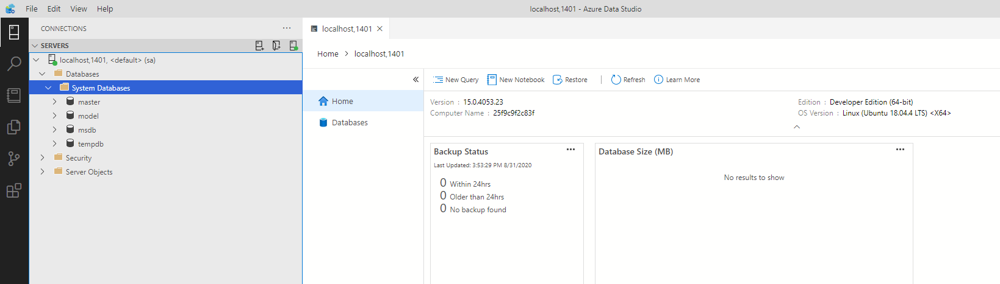 File Edit View Help
localhost,1401 - Azure Data Studio
CONNECTIONS
SERVERS
localhost,1401, <default> (sa)
Databases
System Databases
master
model
msdb
tempdb
Security
Server Objects
localhost,1401
Home > localhost,1401
New Query New Notebook Restore | Refresh Learn More
Home
Databases
Version : 15.0.4053.23
Computer Name : 25f9c9f2c83f
Edition : Developer Edition (64-bit)
OS Version : Linux (Ubuntu 18.04.4 LTS) <X64>
Backup Status
Last Updated: 3:53:29 PM 8/31/2020
0 Within 24hrs
0 Older than 24hrs
0 No backup found
Database Size (MB)
No results to show